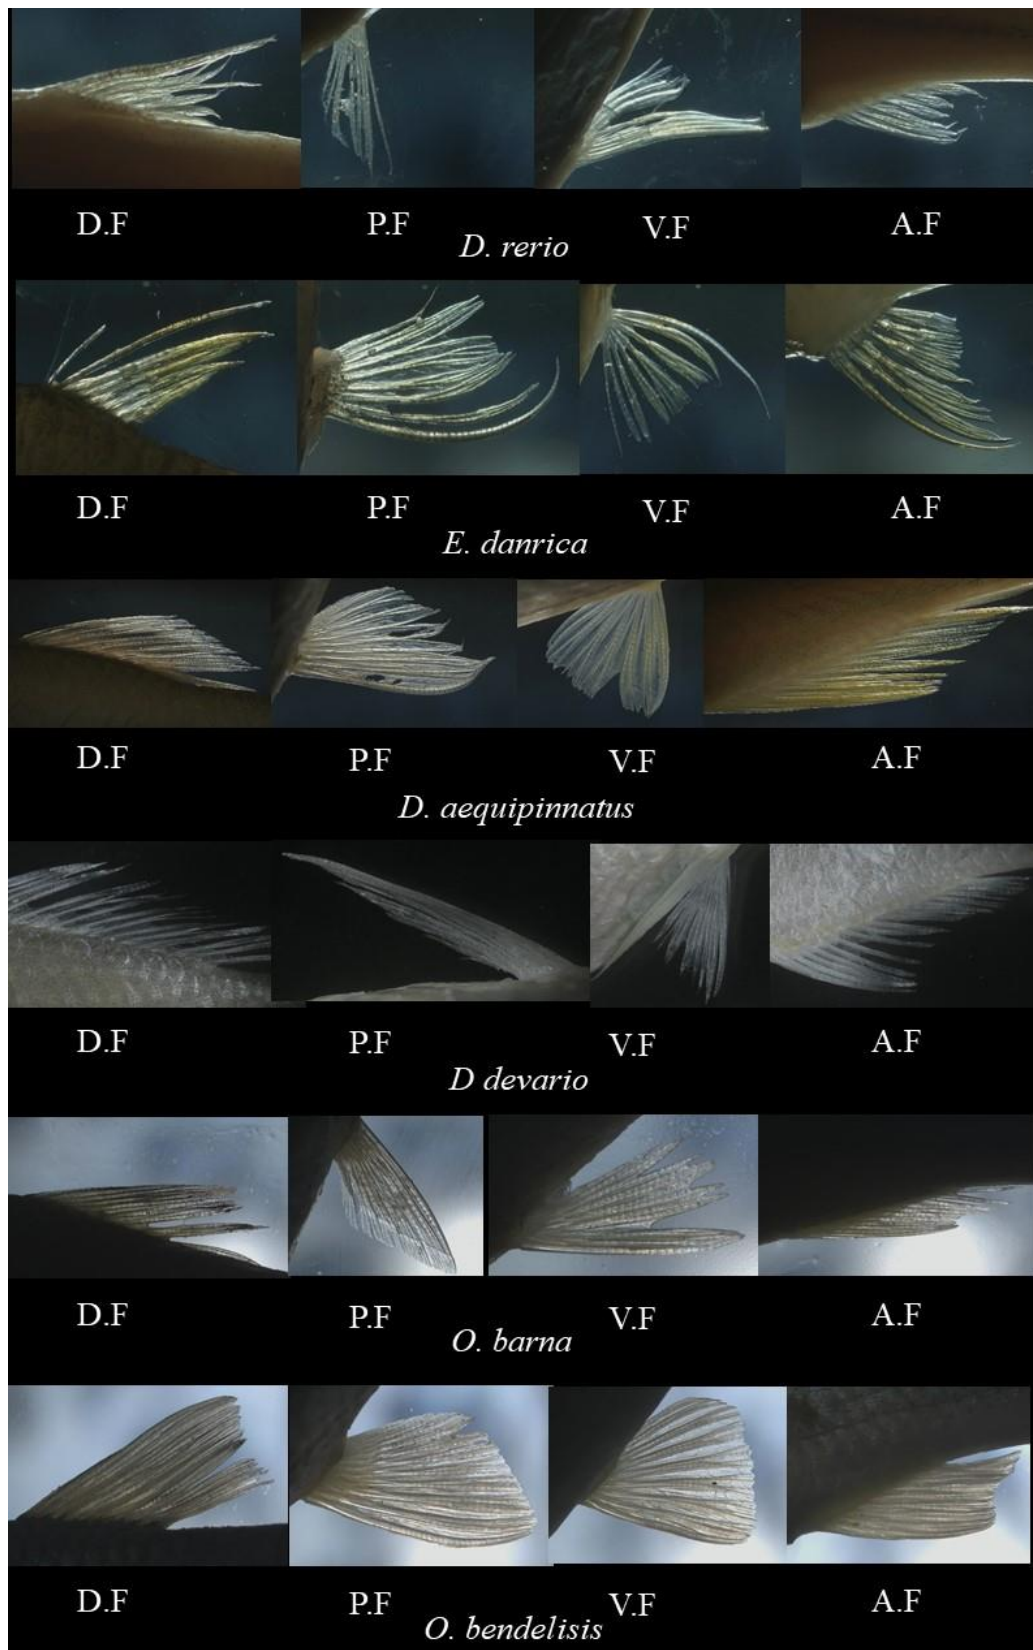 D.F P.F V.F A.F
D. rerio
D.F P.F V.F A.F
E. danrica
D.F P.F V.F A.F
D. aequipinnatus
D.F P.F V.F A.F
D devario
D.F P.F V.F A.F
O. barna
D.F P.F V.F A.F
O. bendelisis